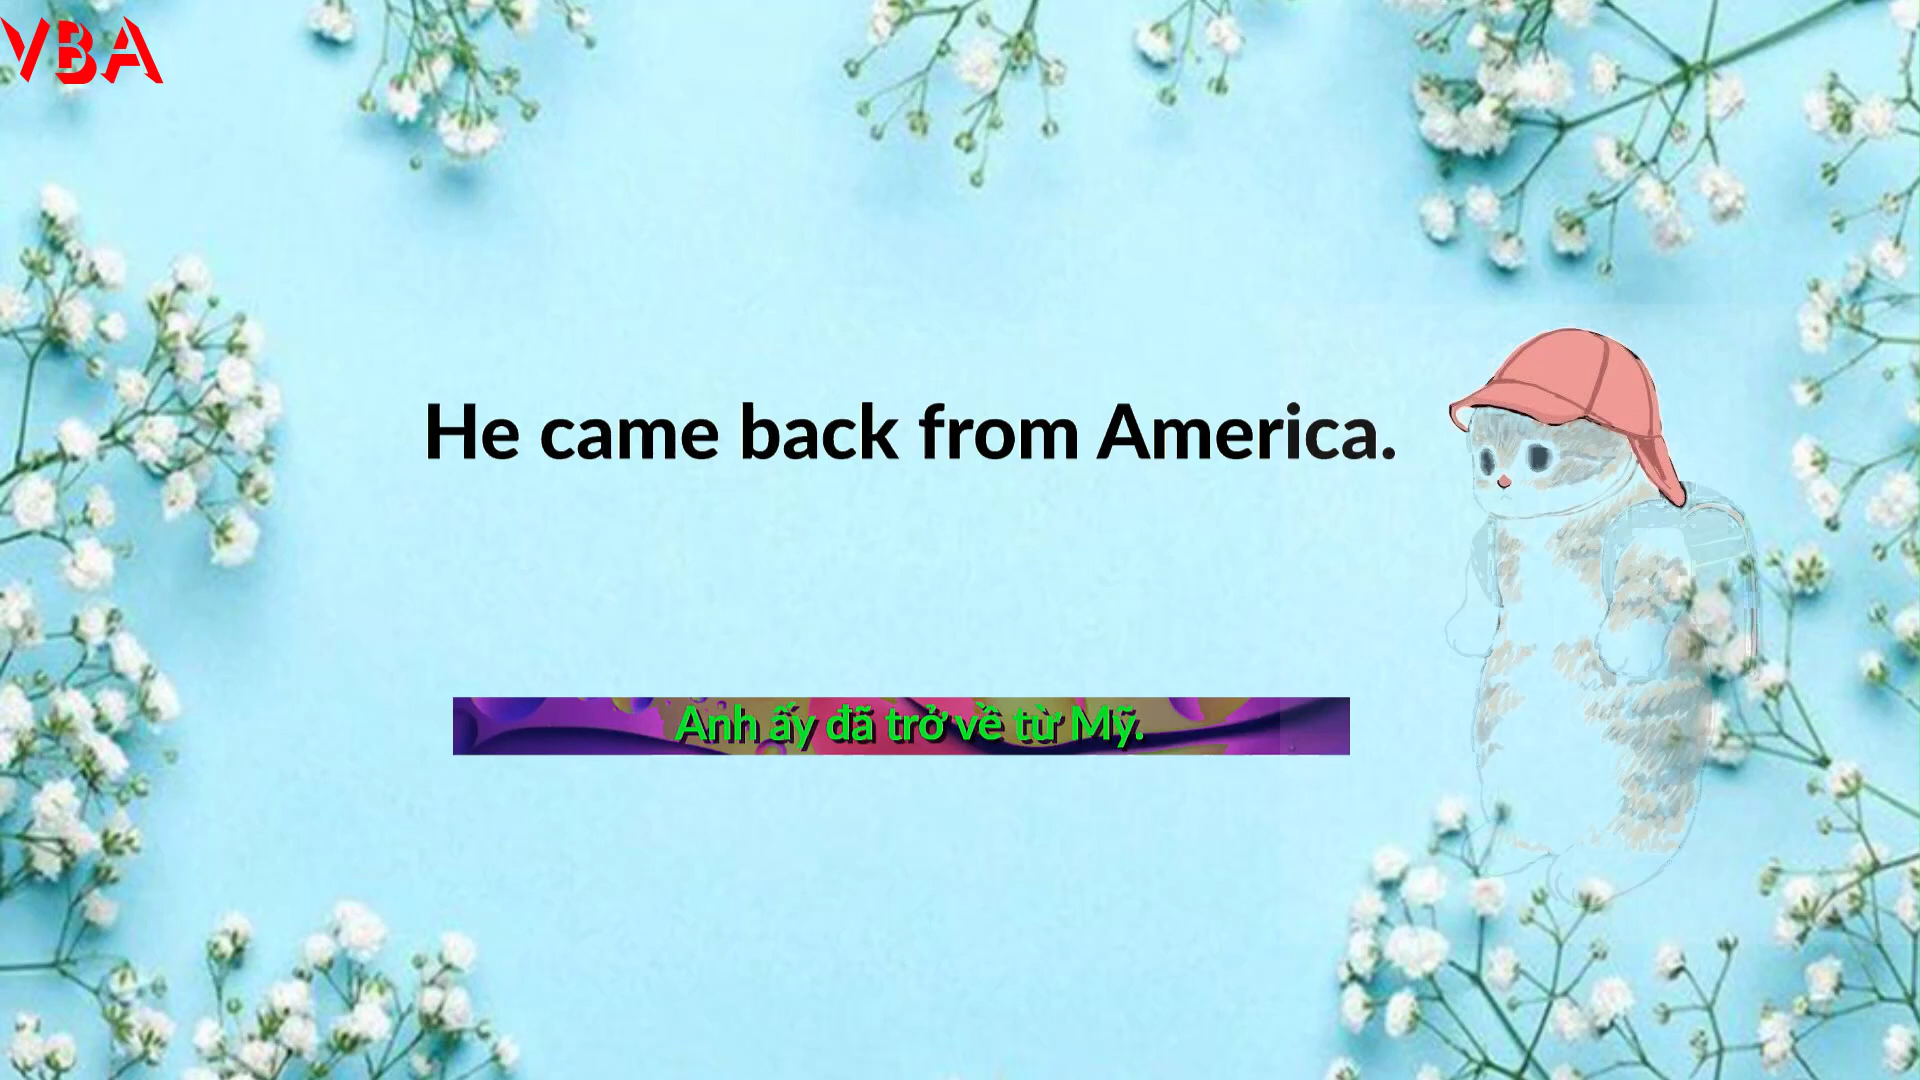 VBA
He came back from America.
Anh ấy đã trở về từ Mỹ.